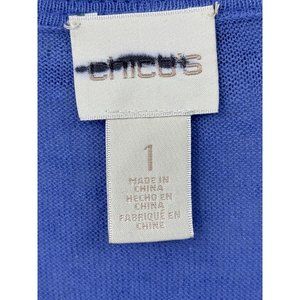 chico's
1
MADE IN
CHINA
HECHO EN
CHINA
FABRIQUÉ EN
CHINE